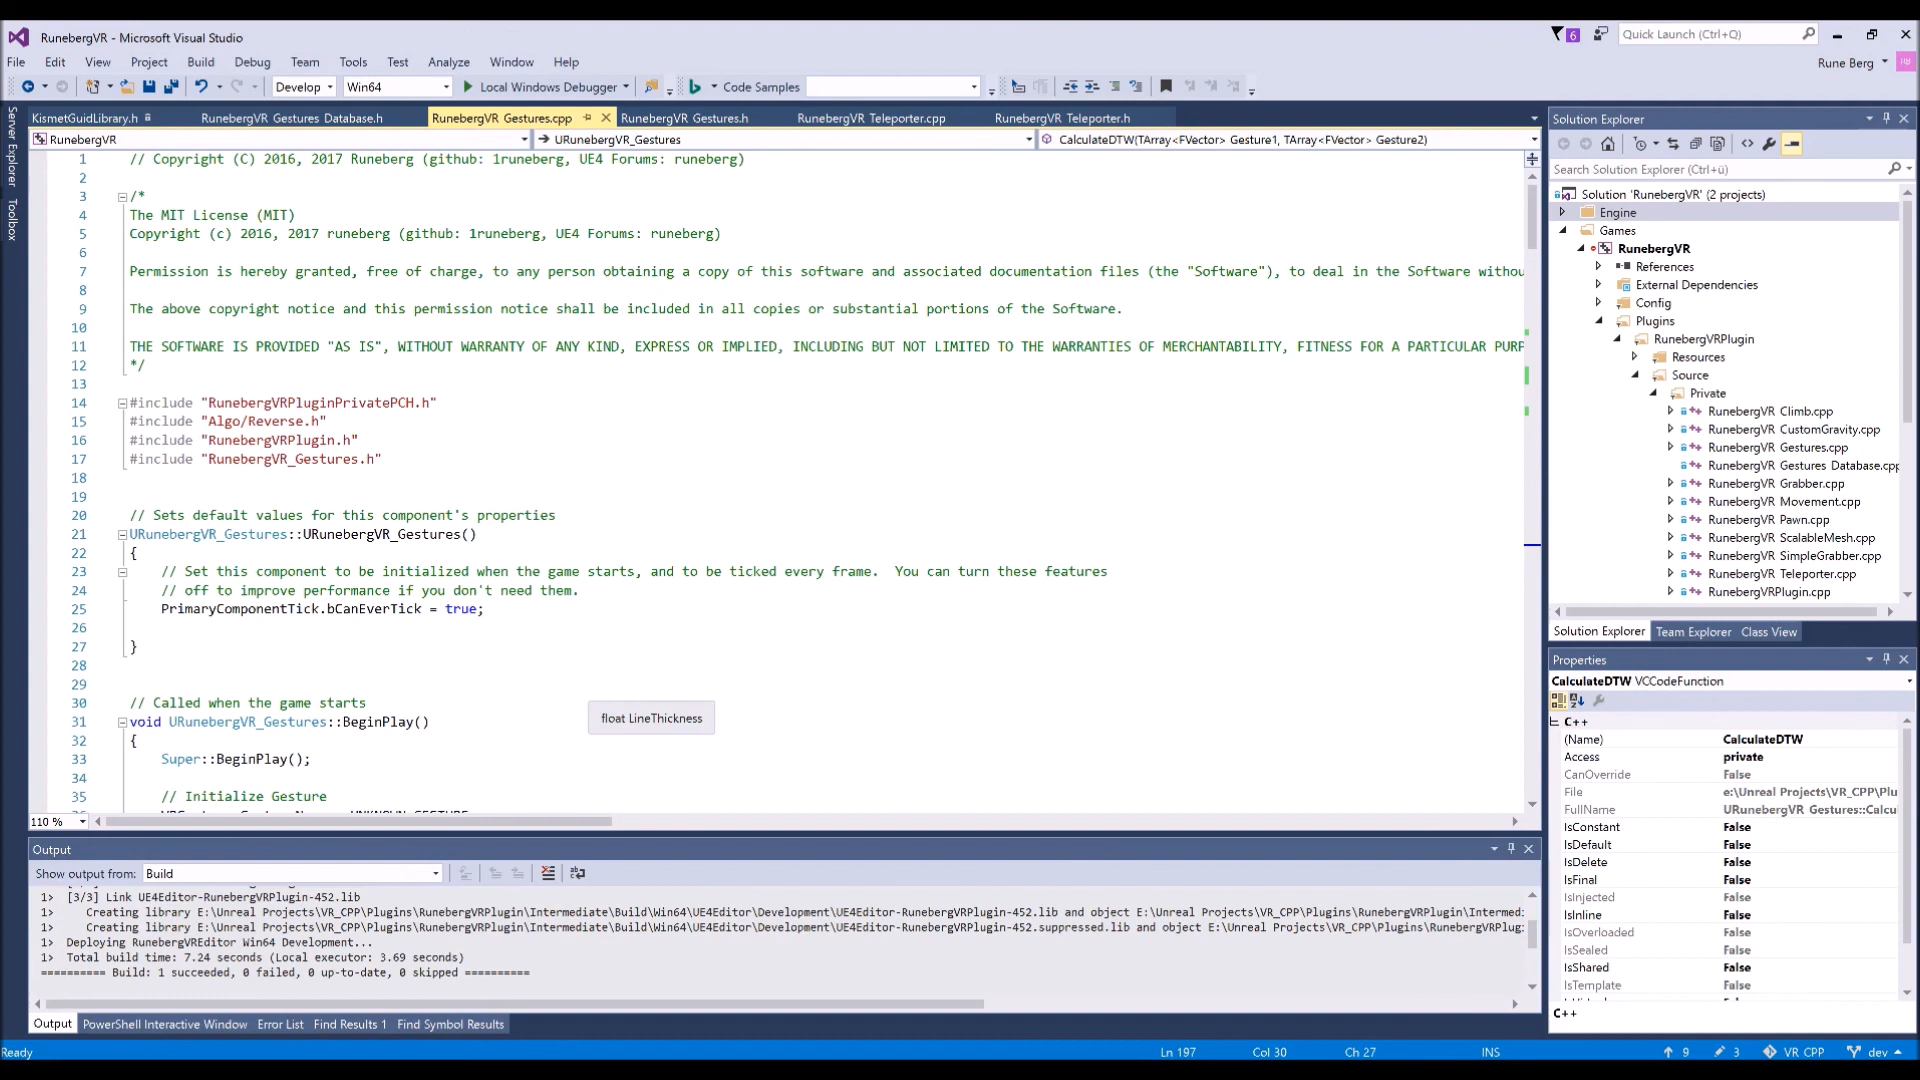 RunebergVR - Microsoft Visual Studio
6
Quick Launch (Ctrl+Q)
File Edit View Project Build Debug Team Tools Test Analyze Window Help
Rune Berg
Develop Win64 Local Windows Debugger Code Samples
Server Explorer
Toolbox
KismetGuidLibrary.h RunebergVR_Gestures_Database.h RunebergVR_Gestures.cpp RunebergVR_Gestures.h RunebergVR_Teleporter.cpp RunebergVR_Teleporter.h
RunebergVR URunebergVR_Gestures CalculateDTW(TArray<FVector> Gesture1, TArray<FVector> Gesture2)
1 // Copyright (C) 2016, 2017 Runeberg (github: 1runeberg, UE4 Forums: runeberg)
2
3 /*
4 The MIT License (MIT)
5 Copyright (c) 2016, 2017 runeberg (github: 1runeberg, UE4 Forums: runeberg)
6
7 Permission is hereby granted, free of charge, to any person obtaining a copy of this software and associated documentation files (the "Software"), to deal in the Software withou
8
9 The above copyright notice and this permission notice shall be included in all copies or substantial portions of the Software.
10
11 THE SOFTWARE IS PROVIDED "AS IS", WITHOUT WARRANTY OF ANY KIND, EXPRESS OR IMPLIED, INCLUDING BUT NOT LIMITED TO THE WARRANTIES OF MERCHANTABILITY, FITNESS FOR A PARTICULAR PURP
12 */
13
14 #include "RunebergVRPluginPrivatePCH.h"
15 #include "Algo/Reverse.h"
16 #include "RunebergVRPlugin.h"
17 #include "RunebergVR_Gestures.h"
18
19
20 // Sets default values for this component's properties
21 URunebergVR_Gestures::URunebergVR_Gestures()
22 {
23 // Set this component to be initialized when the game starts, and to be ticked every frame.  You can turn these features
24 // off to improve performance if you don't need them.
25 PrimaryComponentTick.bCanEverTick = true;
26
27 }
28
29
30 // Called when the game starts
31 void URunebergVR_Gestures::BeginPlay()
32 {
33 Super::BeginPlay();
34
35 // Initialize Gesture
float LineThickness
110 %
Output
Show output from: Build
1> [3/3] Link UE4Editor-RunebergVRPlugin-452.lib
1> Creating library E:\Unreal Projects\VR_CPP\Plugins\RunebergVRPlugin\Intermediate\Build\Win64\UE4Editor\Development\UE4Editor-RunebergVRPlugin-452.lib and object E:\Unreal Projects\VR_CPP\Plugins\RunebergVRPlugin\Intermedi
1> Creating library E:\Unreal Projects\VR_CPP\Plugins\RunebergVRPlugin\Intermediate\Build\Win64\UE4Editor\Development\UE4Editor-RunebergVRPlugin-452.suppressed.lib and object E:\Unreal Projects\VR_CPP\Plugins\RunebergVRPlug
1> Deploying RunebergVREditor Win64 Development...
1> Total build time: 7.24 seconds (Local executor: 3.69 seconds)
========== Build: 1 succeeded, 0 failed, 0 up-to-date, 0 skipped ==========
Output PowerShell Interactive Window Error List Find Results 1 Find Symbol Results
Solution Explorer
Search Solution Explorer (Ctrl+ü)
Solution 'RunebergVR' (2 projects)
Engine
Games
RunebergVR
References
External Dependencies
Config
Plugins
RunebergVRPlugin
Resources
Source
Private
RunebergVR_Climb.cpp
RunebergVR_CustomGravity.cpp
RunebergVR_Gestures.cpp
RunebergVR_Gestures_Database.cpp
RunebergVR_Grabber.cpp
RunebergVR_Movement.cpp
RunebergVR_Pawn.cpp
RunebergVR_ScalableMesh.cpp
RunebergVR_SimpleGrabber.cpp
RunebergVR_Teleporter.cpp
RunebergVRPlugin.cpp
Solution Explorer Team Explorer Class View
Properties
CalculateDTW VCCodeFunction
C++
(Name) CalculateDTW
Access private
CanOverride False
File e:\Unreal Projects\VR_CPP\Plu
FullName URunebergVR_Gestures::Calcu
IsConstant False
IsDefault False
IsDelete False
IsFinal False
IsInjected False
IsInline False
IsOverloaded False
IsSealed False
IsShared False
IsTemplate False
C++
Ready Ln 197 Col 30 Ch 27 INS 9 3 VR_CPP dev